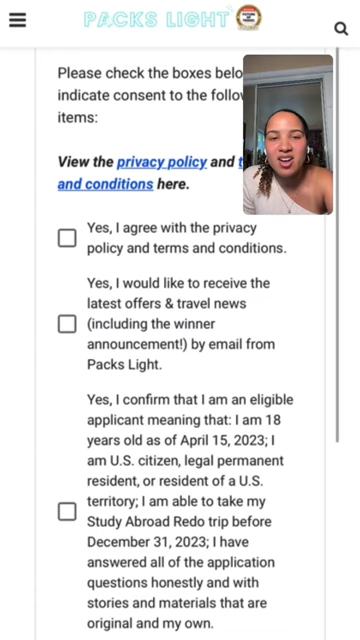 PACKS LIGHT
Please check the boxes belo
indicate consent to the follow
items:
View the privacy policy and t
and conditions here.
Yes, I agree with the privacy
policy and terms and conditions.
Yes, I would like to receive the
latest offers & travel news
(including the winner
announcement!) by email from
Packs Light.
Yes, I confirm that I am an eligible
applicant meaning that: I am 18
years old as of April 15, 2023; I
am U.S. citizen, legal permanent
resident, or resident of a U.S.
territory; I am able to take my
Study Abroad Redo trip before
December 31, 2023; I have
answered all of the application
questions honestly and with
stories and materials that are
original and my own.